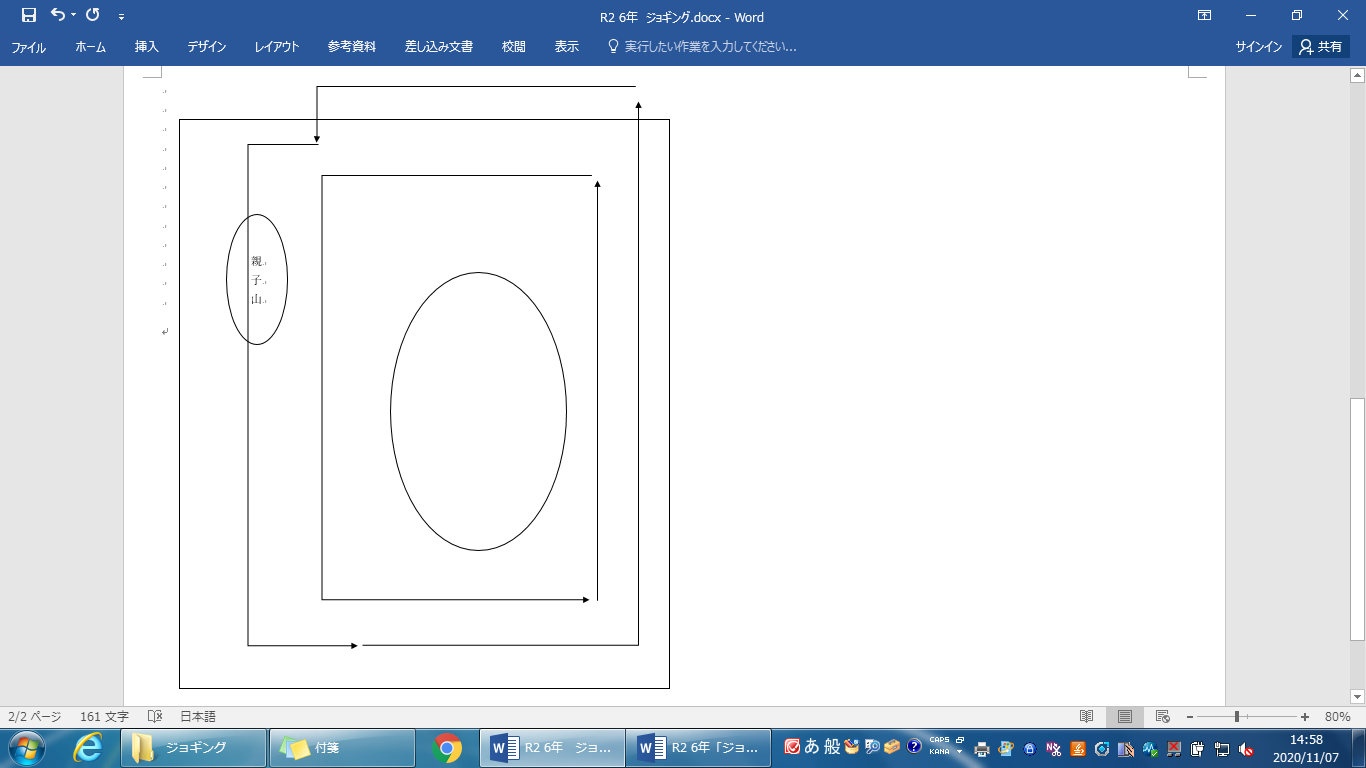 R2 6年 ジョギング.docx - Word
ファイル ホーム 挿入 デザイン レイアウト 参考資料 差し込み文書 校閲 表示 実行したい作業を入力してください... サインイン 共有
親
子
山
2/2 ページ 161 文字 日本語 80%
ジョギング 付箋 R2 6年 ジョ... R2 6年「ジョ... あ 般 CAPS KANA 14:58
2020/11/07